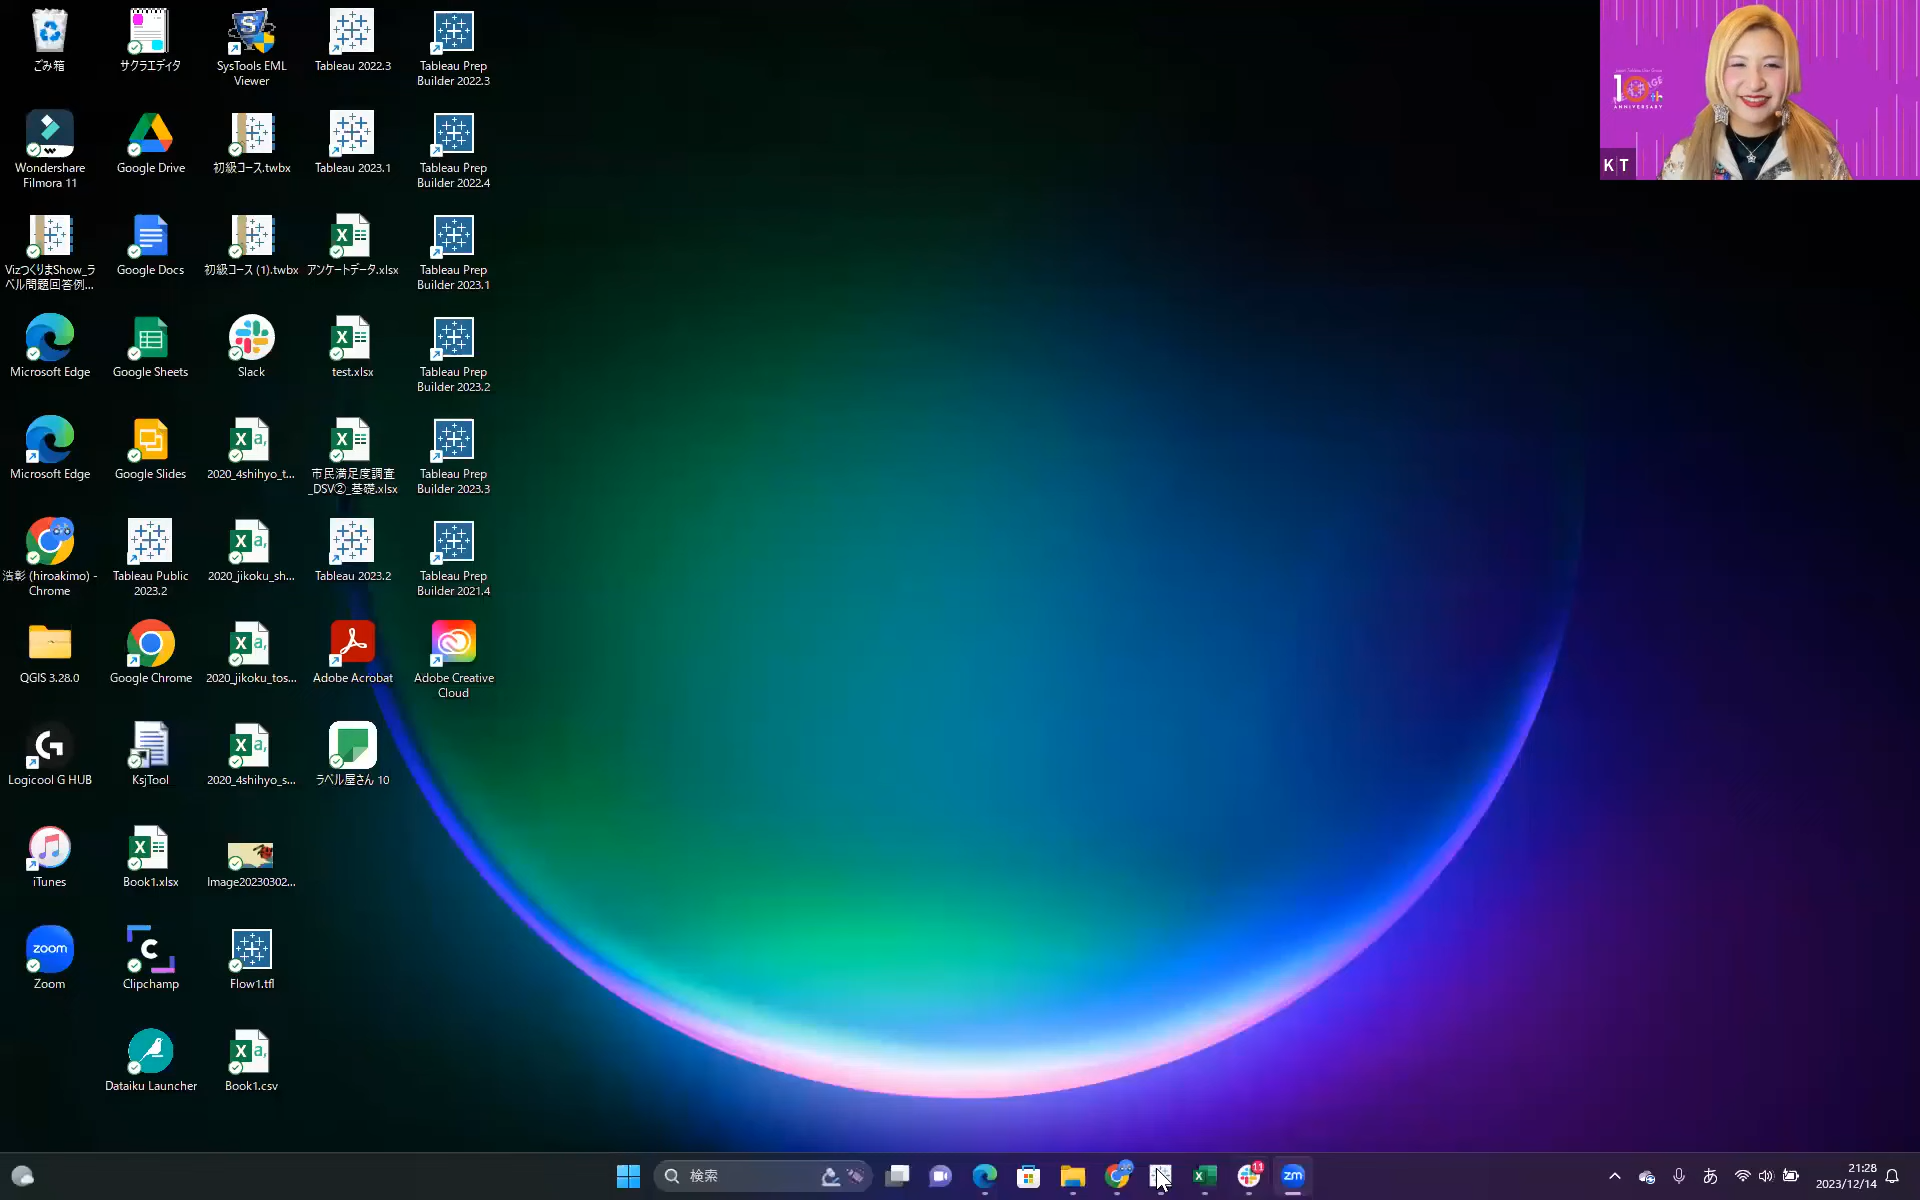 ごみ箱
サクラエディタ
SysTools EML
Viewer
Tableau 2022.3
Tableau Prep
Builder 2022.3
Wondershare
Filmora 11
Google Drive
初級コース.twbx
Tableau 2023.1
Tableau Prep
Builder 2022.4
VizつくりまShow_ラ
ベル問題回答例...
Google Docs
初級コース (1).twbx
アンケートデータ.xlsx
Tableau Prep
Builder 2023.1
Microsoft Edge
Google Sheets
Slack
test.xlsx
Tableau Prep
Builder 2023.2
Microsoft Edge
Google Slides
2020_4shihyo_t...
市民満足度調査
_DSV②_基礎.xlsx
Tableau Prep
Builder 2023.3
浩彰 (hiroakimo) -
Chrome
Tableau Public
2023.2
2020_jikoku_sh...
Tableau 2023.2
Tableau Prep
Builder 2021.4
QGIS 3.28.0
Google Chrome
2020_jikoku_tos...
Adobe Acrobat
Adobe Creative
Cloud
Logicool G HUB
KsjTool
2020_4shihyo_s...
ラベル屋さん 10
iTunes
Book1.xlsx
Image20230302...
zoom
Zoom
Clipchamp
Flow1.tfl
Dataiku Launcher
Book1.csv
10th
ANNIVERSARY
K T
検索
11
zm
あ
21:28
2023/12/14